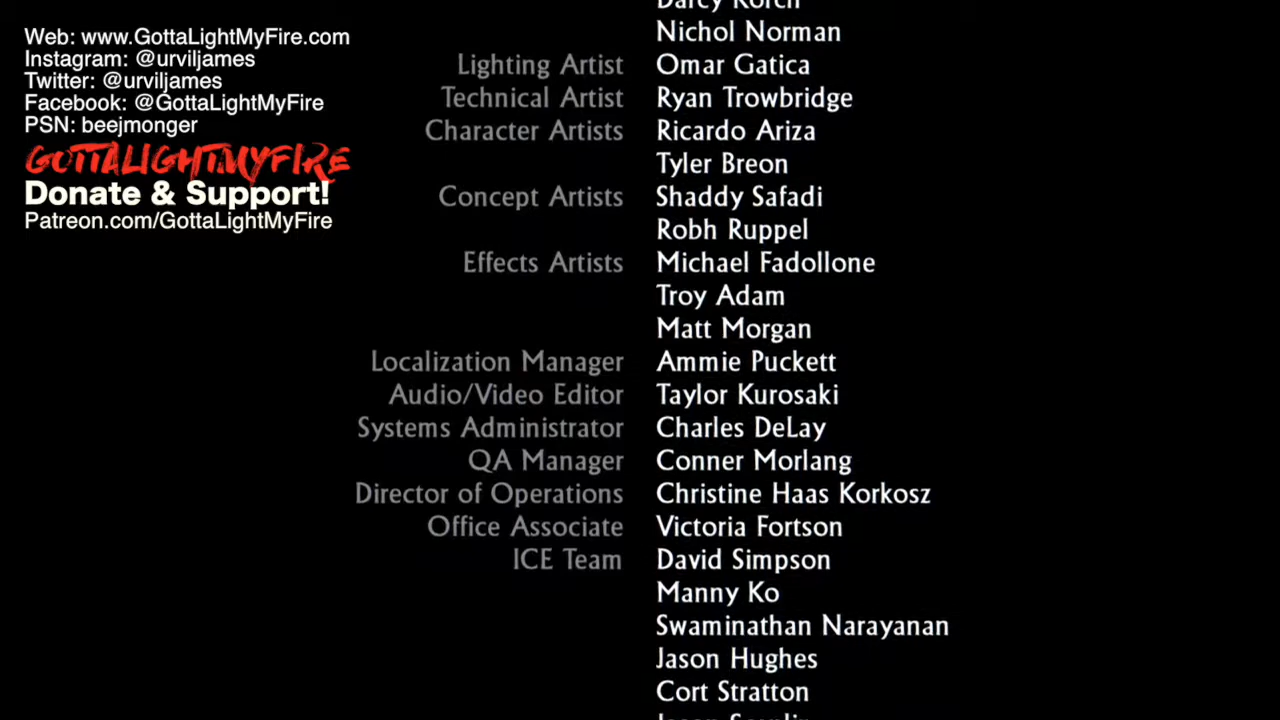 Web: www.GottaLightMyFire.com
Instagram: @urviljames
Twitter: @urviljames
Facebook: @GottaLightMyFire
PSN: beejmonger
GOTTALIGHTMYFIRE
Donate & Support!
Patreon.com/GottaLightMyFire
Nichol Norman
Lighting Artist Omar Gatica
Technical Artist Ryan Trowbridge
Character Artists Ricardo Ariza
Tyler Breon
Concept Artists Shaddy Safadi
Robh Ruppel
Effects Artists Michael Fadollone
Troy Adam
Matt Morgan
Localization Manager Ammie Puckett
Audio/Video Editor Taylor Kurosaki
Systems Administrator Charles DeLay
QA Manager Conner Morlang
Director of Operations Christine Haas Korkosz
Office Associate Victoria Fortson
ICE Team David Simpson
Manny Ko
Swaminathan Narayanan
Jason Hughes
Cort Stratton